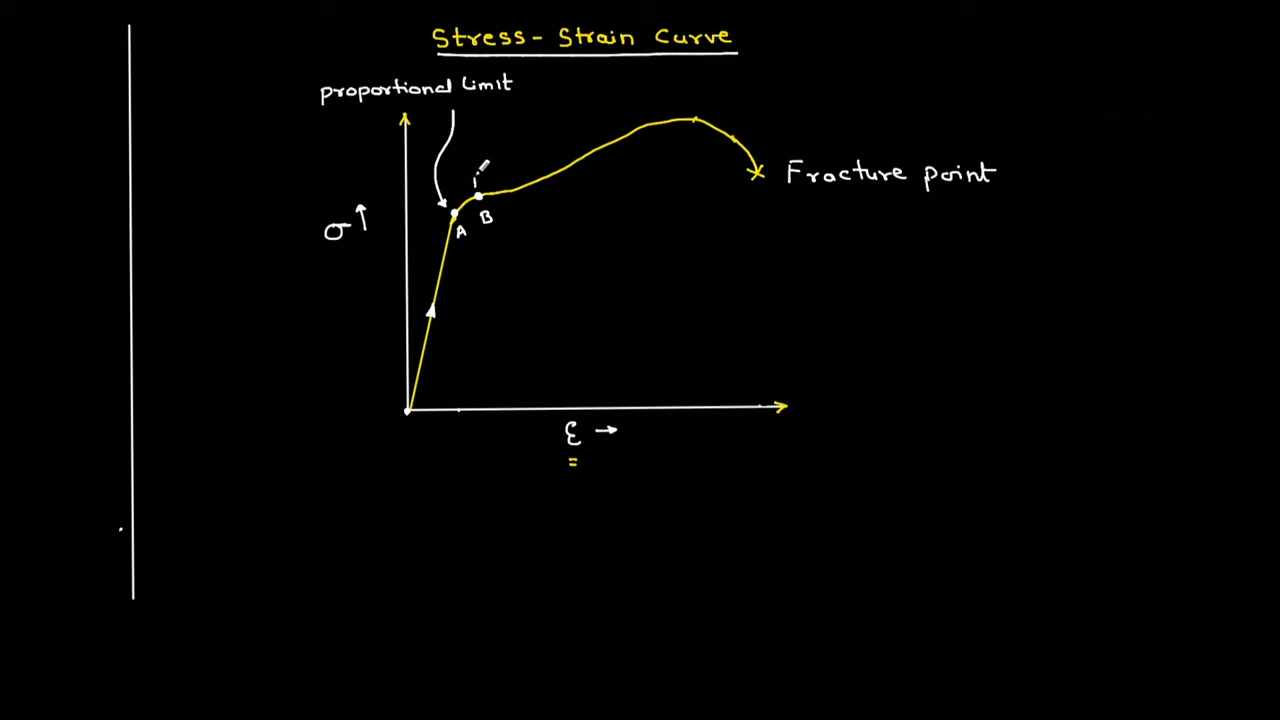 Stress - Strain Curve
proportional limit
Fracture point
σ ↑
A
B
ε →